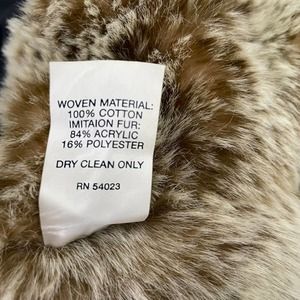 WOVEN MATERIAL:
100% COTTON
IMITAION FUR:
84% ACRYLIC
16% POLYESTER
DRY CLEAN ONLY
RN 54023